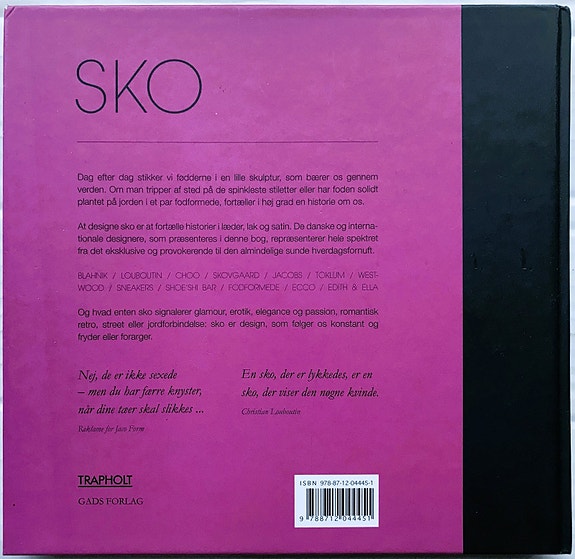 SKO
Dag efter dag stikker vi fødderne i en lille skulptur, som bærer os gennem
verden. Om man tripper af sted på de spinkleste stiletter eller har foden solidt
plantet på jorden i et par fodformede, fortæller i høj grad en historie om os.
At designe sko er at fortælle historier i læder, lak og satin. De danske og interna-
tionale designere, som præsenteres i denne bog, repræsenterer hele spektret
fra det eksklusive og provokerende til den almindelige sunde hverdagsfornuft.
BLAHNIK / LOUBOUTIN / CHOO / SKOVGAARD / JACOBS / TOKLUM / WEST-
WOOD / SNEAKERS / SHOE'SHI BAR / FODFORMEDE / ECCO / EDITH & ELLA
Og hvad enten sko signalerer glamour, erotik, elegance og passion, romantisk
retro, street eller jordforbindelse: sko er design, som følger os konstant og
fryder eller forarger.
Nej, de er ikke sexede
– men du har færre knyster,
når dine tæer skal slikkes ...
Reklame for Jaco Form
En sko, der er lykkedes, er en
sko, der viser den nøgne kvinde.
Christian Louboutin
TRAPHOLT
GADS FORLAG
ISBN 978-87-12-04445-1
9 788712 044451